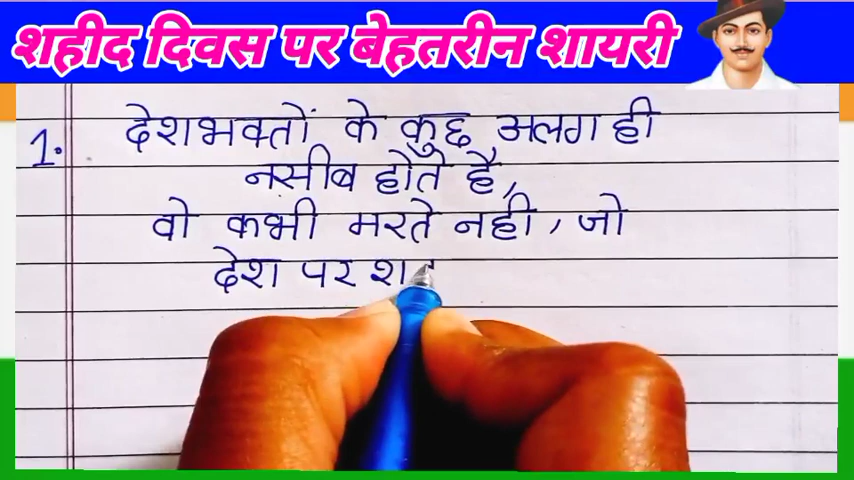 शहीद दिवस पर बेहतरीन शायरी
1. देशभक्तों के कुछ अलग ही
नसीब होते है,
वो कभी मरते नही, जो
देश पर श